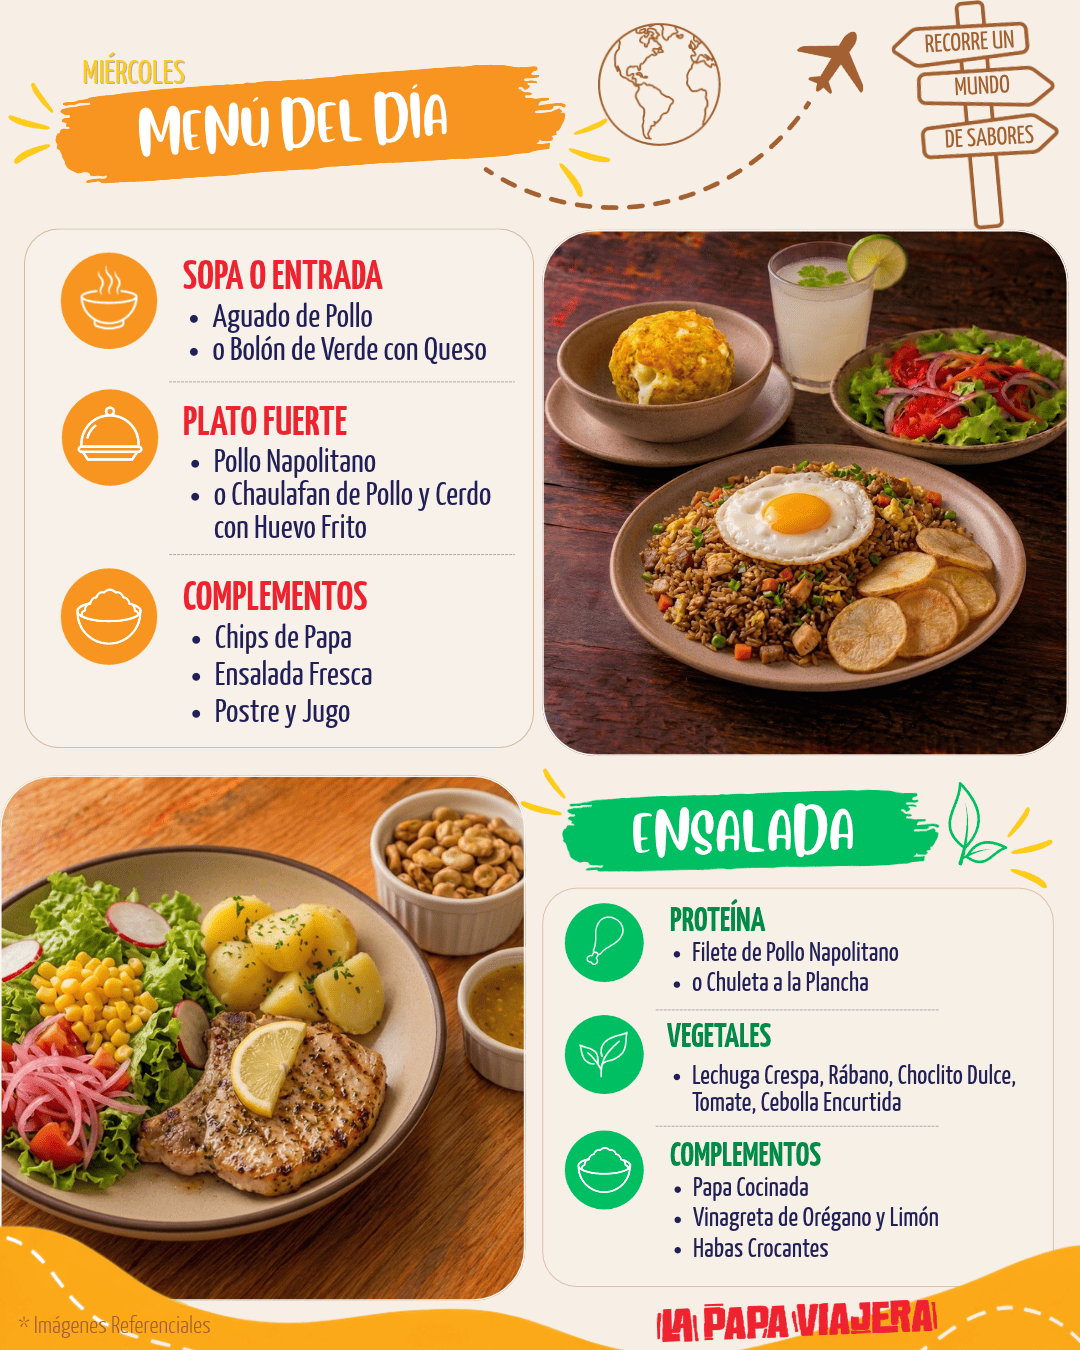 MIÉRCOLES
MENÚ DEL DÍA
RECORRE UN
MUNDO
DE SABORES
SOPA O ENTRADA
• Aguado de Pollo
• o Bolón de Verde con Queso
PLATO FUERTE
• Pollo Napolitano
• o Chaulafan de Pollo y Cerdo
con Huevo Frito
COMPLEMENTOS
• Chips de Papa
• Ensalada Fresca
• Postre y Jugo
ENSALADA
PROTEÍNA
• Filete de Pollo Napolitano
• o Chuleta a la Plancha
VEGETALES
• Lechuga Crespa, Rábano, Choclito Dulce,
Tomate, Cebolla Encurtida
COMPLEMENTOS
• Papa Cocinada
• Vinagreta de Orégano y Limón
• Habas Crocantes
* Imágenes Referenciales
LA PAPA VIAJERA